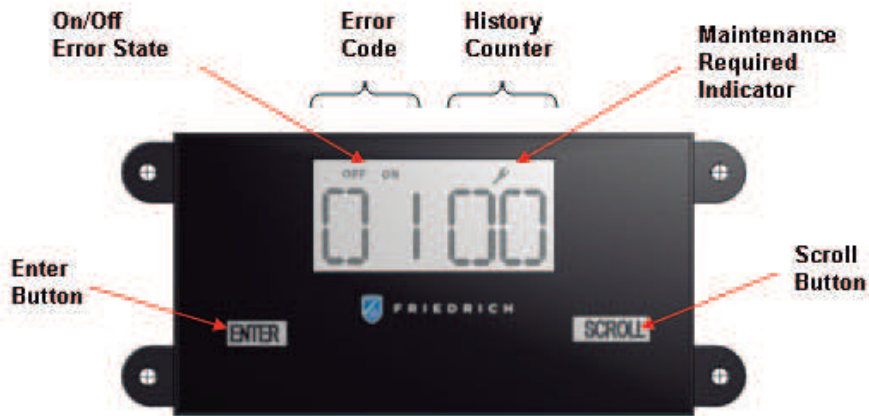 On/Off
Error State
Error
Code
History
Counter
Maintenance
Required
Indicator
OFF ON
01 00
Enter
Button
Scroll
Button
FRIEDRICH
ENTER
SCROLL